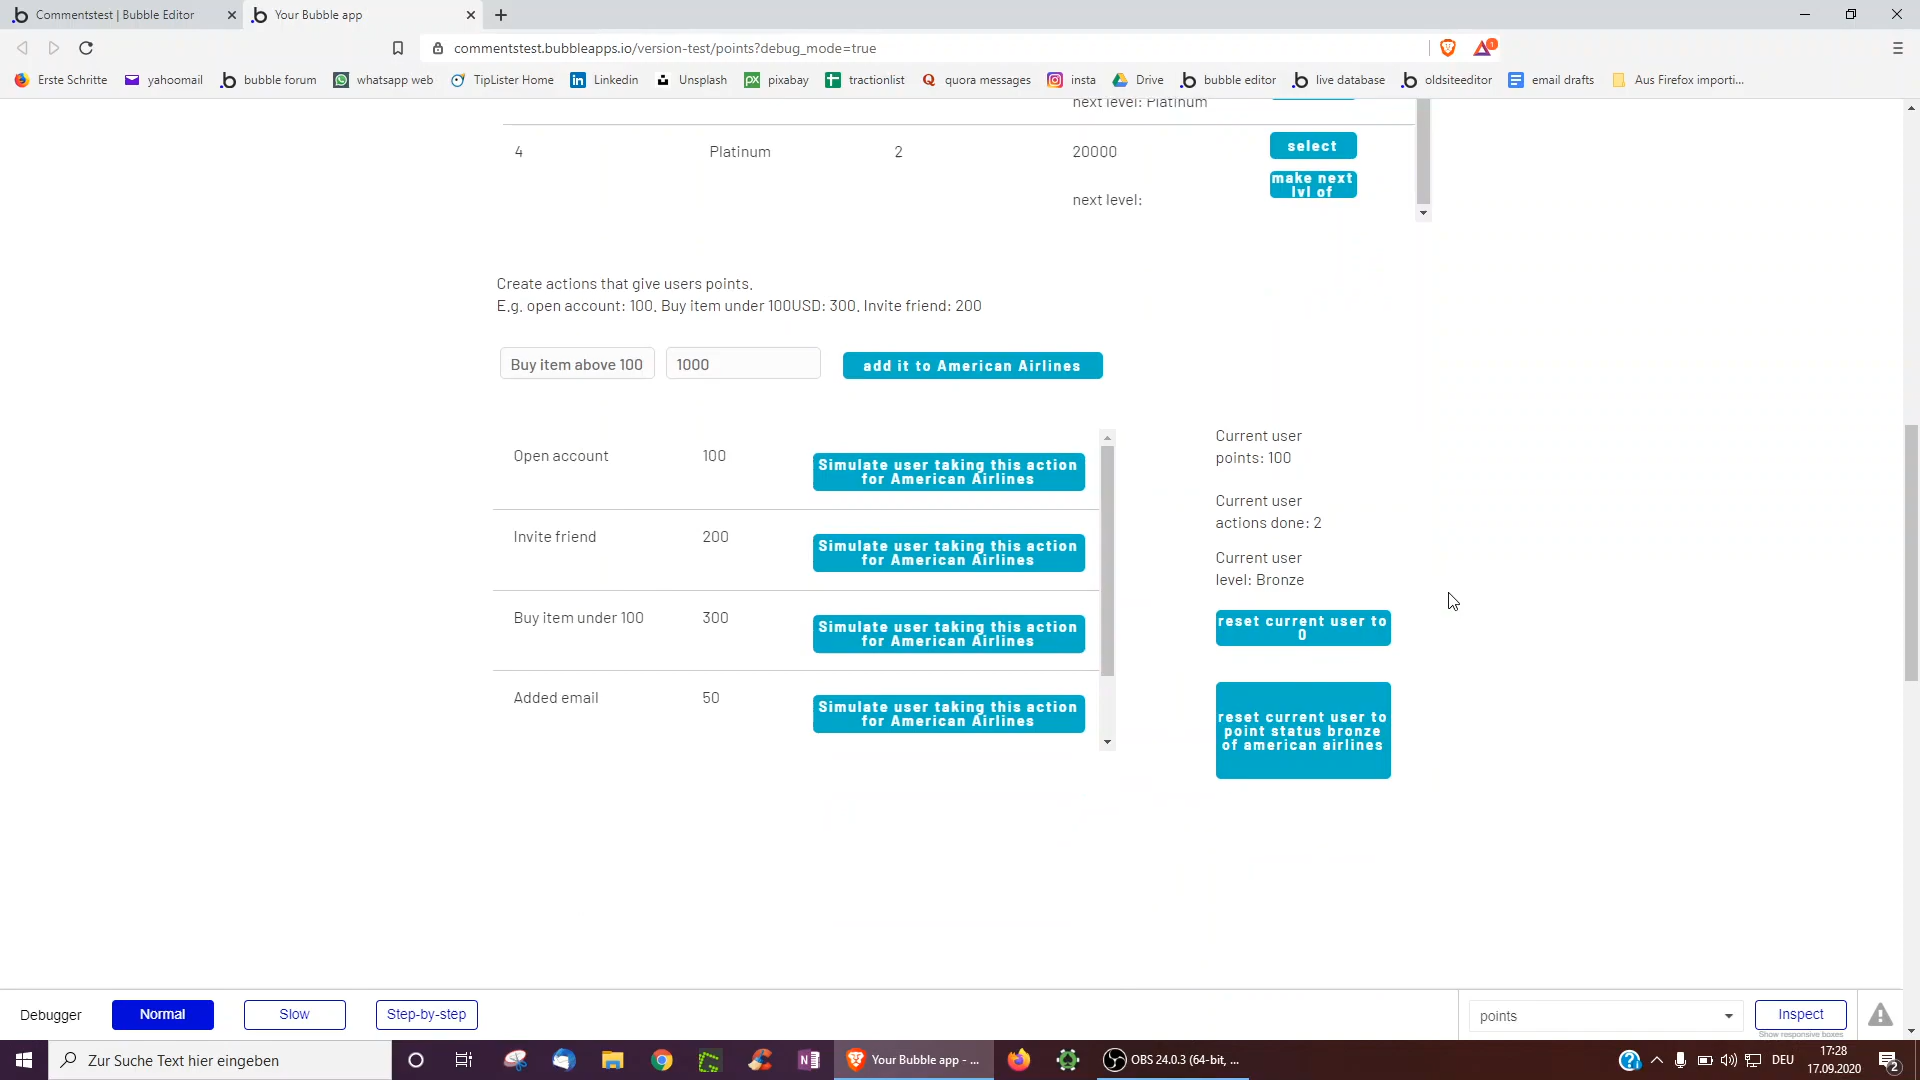 Commentstest | Bubble Editor
Your Bubble app
commentstest.bubbleapps.io/version-test/points?debug_mode=true
1
Erste Schritte
yahoomail
bubble forum
whatsapp web
TipLister Home
Linkedin
Unsplash
pixabay
tractionlist
quora messages
insta
Drive
bubble editor
live database
oldsiteeditor
email drafts
Aus Firefox importi...
next level: Platinum
4
Platinum
2
20000
select
make next
lvl of
next level:
Create actions that give users points.
E.g. open account: 100. Buy item under 100USD: 300. Invite friend: 200
Buy item above 100
1000
add it to American Airlines
Open account
100
Simulate user taking this action
for American Airlines
Invite friend
200
Simulate user taking this action
for American Airlines
Buy item under 100
300
Simulate user taking this action
for American Airlines
Added email
50
Simulate user taking this action
for American Airlines
Current user
points: 100
Current user
actions done: 2
Current user
level: Bronze
reset current user to
0
reset current user to
point status bronze
of american airlines
Debugger
Normal
Slow
Step-by-step
points
Inspect
Show responsive boxes
Zur Suche Text hier eingeben
Your Bubble app - ...
OBS 24.0.3 (64-bit, ...
DEU
17:28
17.09.2020
2